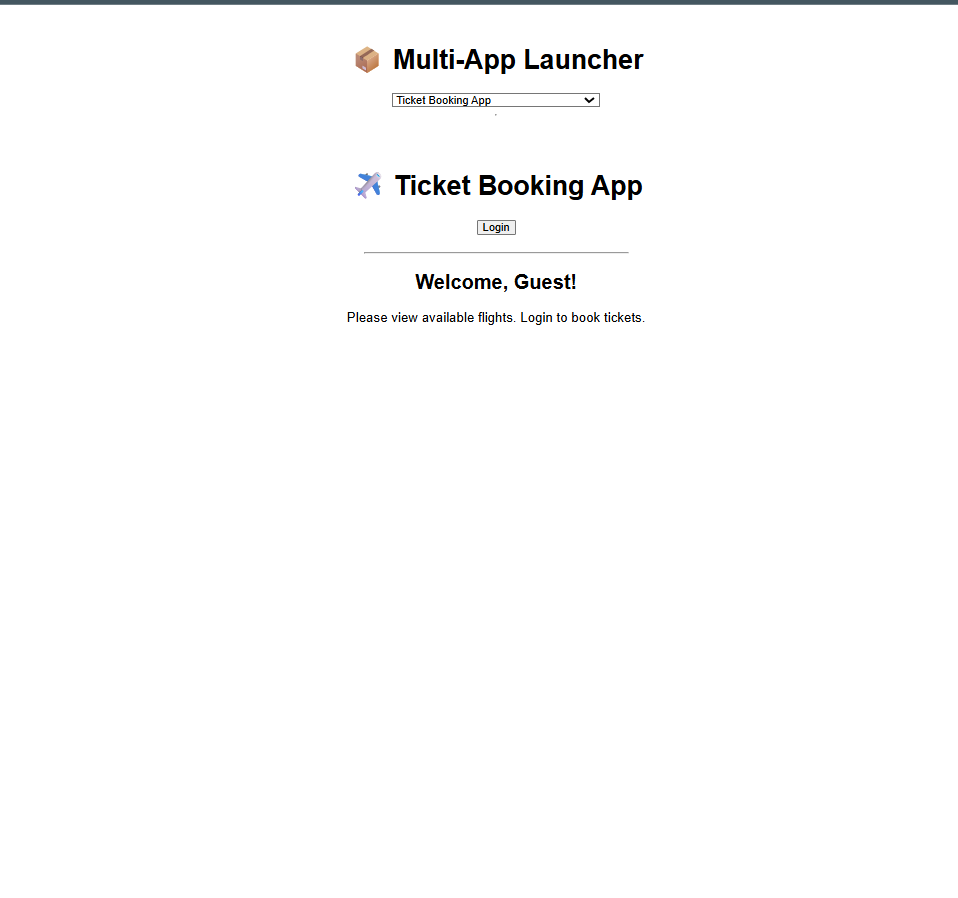 Multi-App Launcher
Ticket Booking App
Ticket Booking App
Login
Welcome, Guest!
Please view available flights. Login to book tickets.